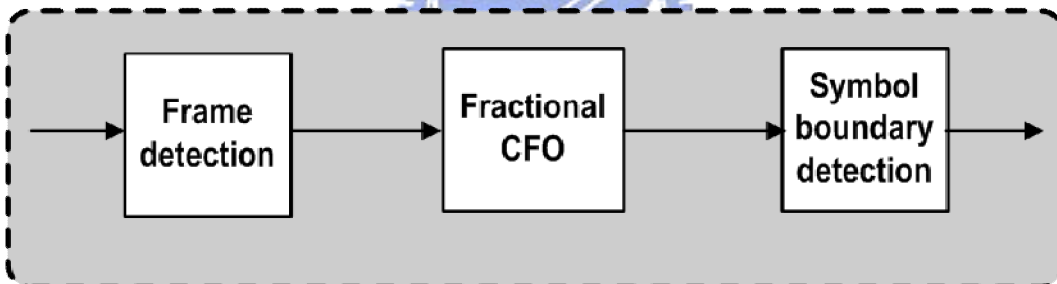 Frame
detection
Fractional
CFO
Symbol
boundary
detection